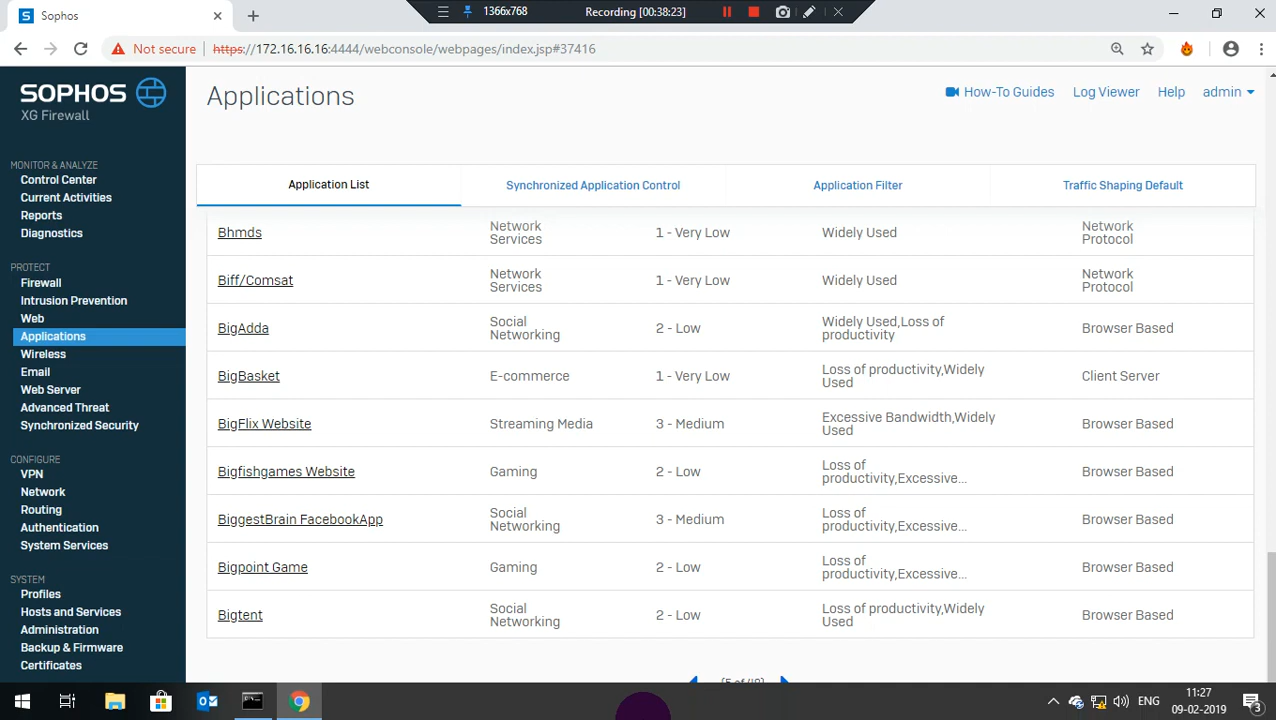 Sophos
1366x768
Recording [00:38:23]
Not secure
https://172.16.16.16:4444/webconsole/webpages/index.jsp#37416
SOPHOS
XG Firewall
Applications
How-To Guides
Log Viewer
Help
admin
MONITOR & ANALYZE
Control Center
Current Activities
Reports
Diagnostics
PROTECT
Firewall
Intrusion Prevention
Web
Applications
Wireless
Email
Web Server
Advanced Threat
Synchronized Security
CONFIGURE
VPN
Network
Routing
Authentication
System Services
SYSTEM
Profiles
Hosts and Services
Administration
Backup & Firmware
Certificates
Application List
Synchronized Application Control
Application Filter
Traffic Shaping Default
Bhmds
Network
Services
1 - Very Low
Widely Used
Network
Protocol
Biff/Comsat
Network
Services
1 - Very Low
Widely Used
Network
Protocol
BigAdda
Social
Networking
2 - Low
Widely Used,Loss of
productivity
Browser Based
BigBasket
E-commerce
1 - Very Low
Loss of productivity,Widely
Used
Client Server
BigFlix Website
Streaming Media
3 - Medium
Excessive Bandwidth,Widely
Used
Browser Based
Bigfishgames Website
Gaming
2 - Low
Loss of
productivity,Excessive...
Browser Based
BiggestBrain FacebookApp
Social
Networking
3 - Medium
Loss of
productivity,Excessive...
Browser Based
Bigpoint Game
Gaming
2 - Low
Loss of
productivity,Excessive...
Browser Based
Bigtent
Social
Networking
2 - Low
Loss of productivity,Widely
Used
Browser Based
ENG
11:27
09-02-2019
3